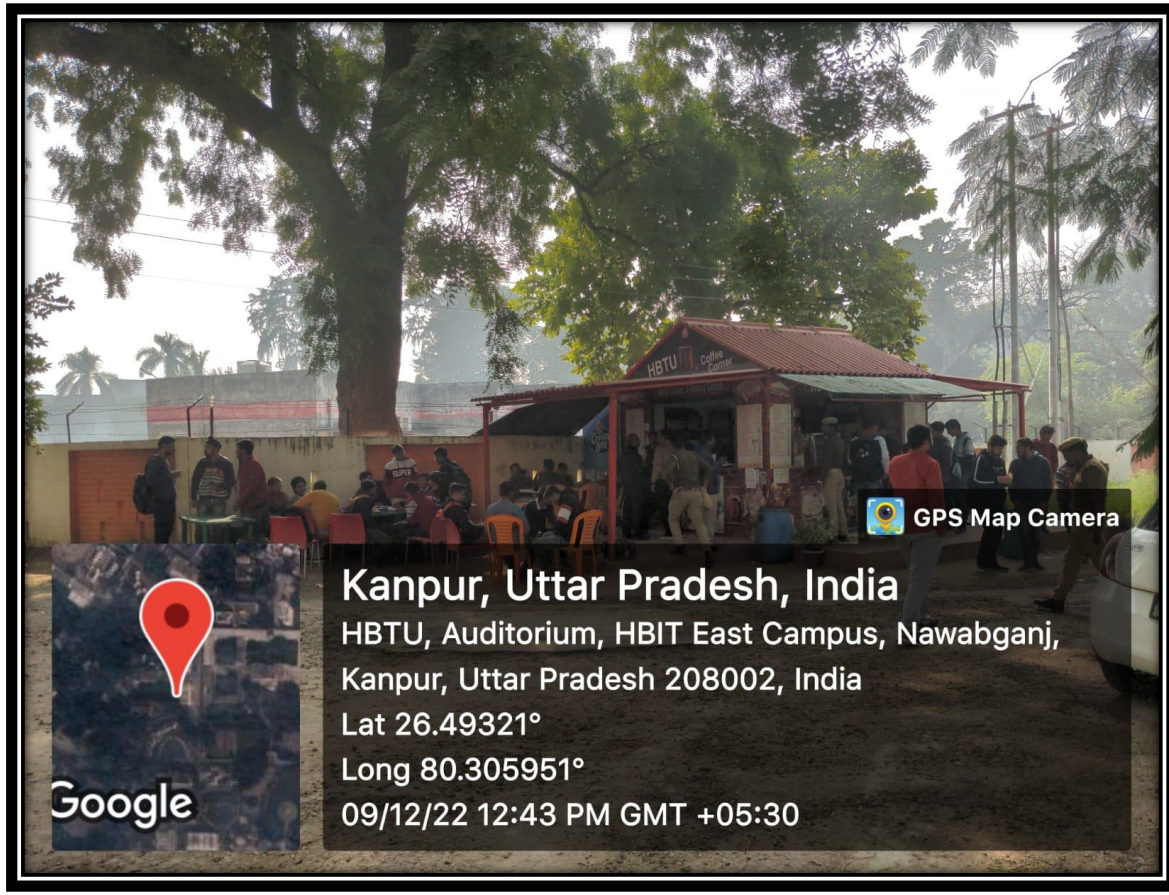 HBTU Coffee
Corner
SUPER
GPS Map Camera
Kanpur, Uttar Pradesh, India
HBTU, Auditorium, HBIT East Campus, Nawabganj,
Kanpur, Uttar Pradesh 208002, India
Lat 26.49321°
Long 80.305951°
09/12/22 12:43 PM GMT +05:30
Google